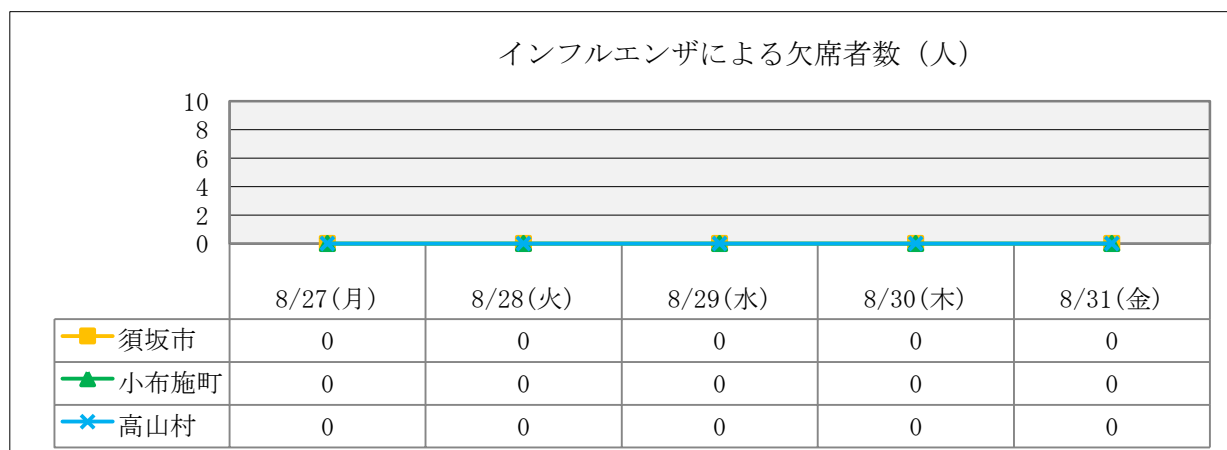 インフルエンザによる欠席者数（人）
10
8
6
4
2
0
8/27(月) 8/28(火) 8/29(水) 8/30(木) 8/31(金)
須坂市 0 0 0 0 0
小布施町 0 0 0 0 0
高山村 0 0 0 0 0